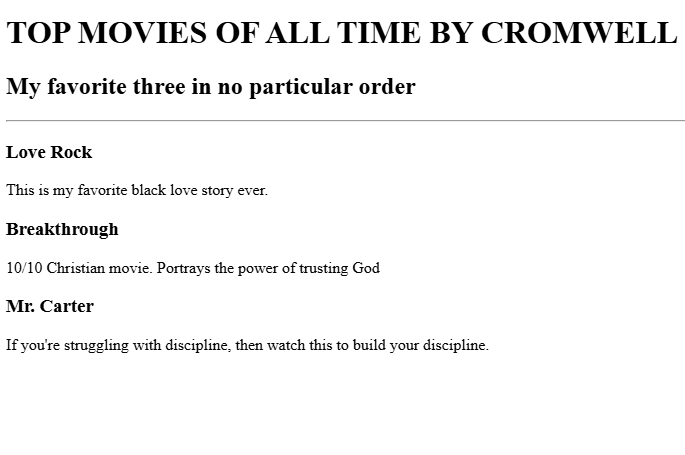 TOP MOVIES OF ALL TIME BY CROMWELL
My favorite three in no particular order
Love Rock
This is my favorite black love story ever.
Breakthrough
10/10 Christian movie. Portrays the power of trusting God
Mr. Carter
If you're struggling with discipline, then watch this to build your discipline.